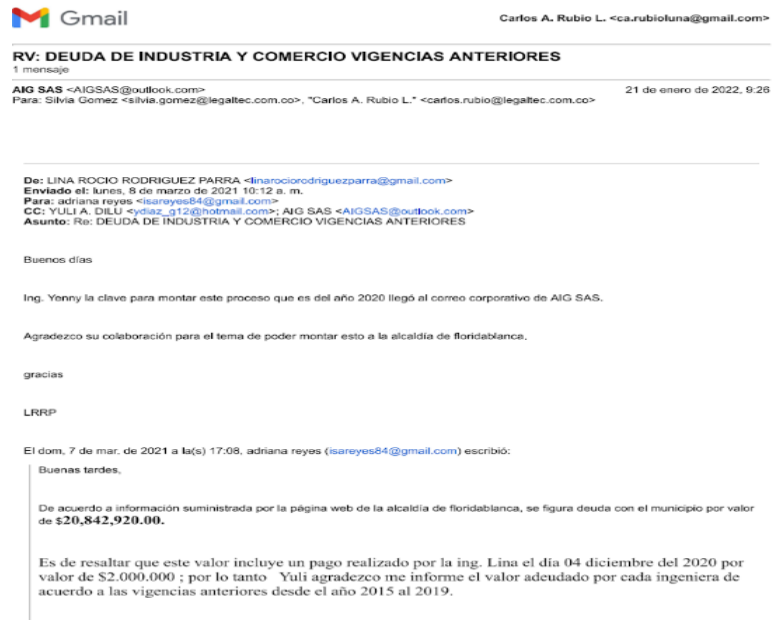 Gmail
Carlos A. Rubio L. <ca.rubioluna@gmail.com>
RV: DEUDA DE INDUSTRIA Y COMERCIO VIGENCIAS ANTERIORES
1 mensaje
AIG SAS <AIGSAS@outlook.com>
21 de enero de 2022, 9:26
Para: Silvia Gomez <silvia.gomez@legaltec.com.co>, "Carlos A. Rubio L." <carlos.rubio@legaltec.com.co>
De: LINA ROCIO RODRIGUEZ PARRA <linarociorodriguezparra@gmail.com>
Enviado el: lunes, 8 de marzo de 2021 10:12 a. m.
Para: adriana reyes <isareyes84@gmail.com>
CC: YULI A. DILU <ydiaz_g12@hotmail.com>; AIG SAS <AIGSAS@outlook.com>
Asunto: Re: DEUDA DE INDUSTRIA Y COMERCIO VIGENCIAS ANTERIORES
Buenos días
Ing. Yenny la clave para montar este proceso que es del año 2020 llegó al correo corporativo de AIG SAS.
Agradezco su colaboración para el tema de poder montar esto a la alcaldía de floridablanca.
gracias
LRRP
El dom, 7 de mar. de 2021 a la(s) 17:08, adriana reyes (isareyes84@gmail.com) escribió:
Buenas tardes,
De acuerdo a información suministrada por la página web de la alcaldía de floridablanca, se figura deuda con el municipio por valor
de $20,842,920.00.
Es de resaltar que este valor incluye un pago realizado por la ing. Lina el día 04 diciembre del 2020 por
valor de $2.000.000 ; por lo tanto Yuli agradezco me informe el valor adeudado por cada ingeniera de
acuerdo a las vigencias anteriores desde el año 2015 al 2019.